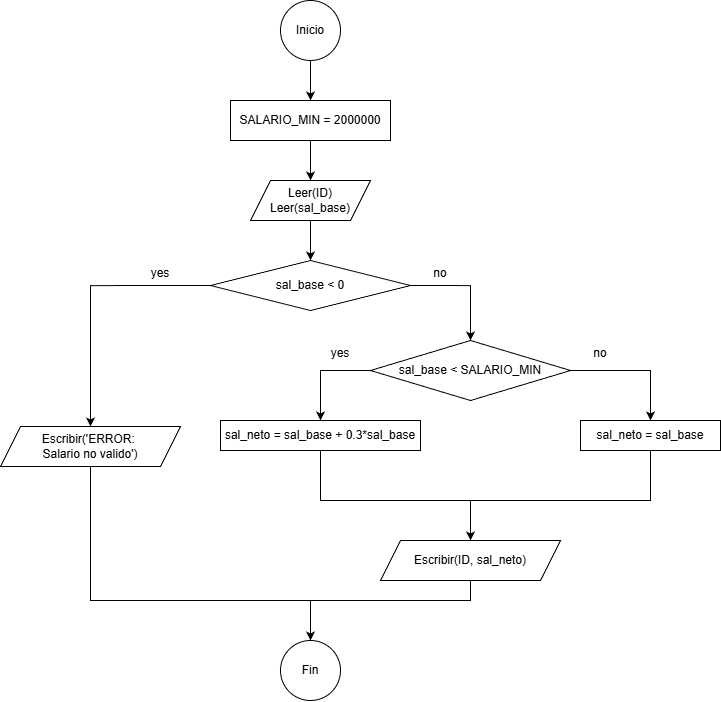 Inicio
SALARIO_MIN = 2000000
Leer(ID)
Leer(sal_base)
yes
sal_base < 0
no
yes
sal_base < SALARIO_MIN
no
Escribir('ERROR:
Salario no valido')
sal_neto = sal_base + 0.3*sal_base
sal_neto = sal_base
Escribir(ID, sal_neto)
Fin